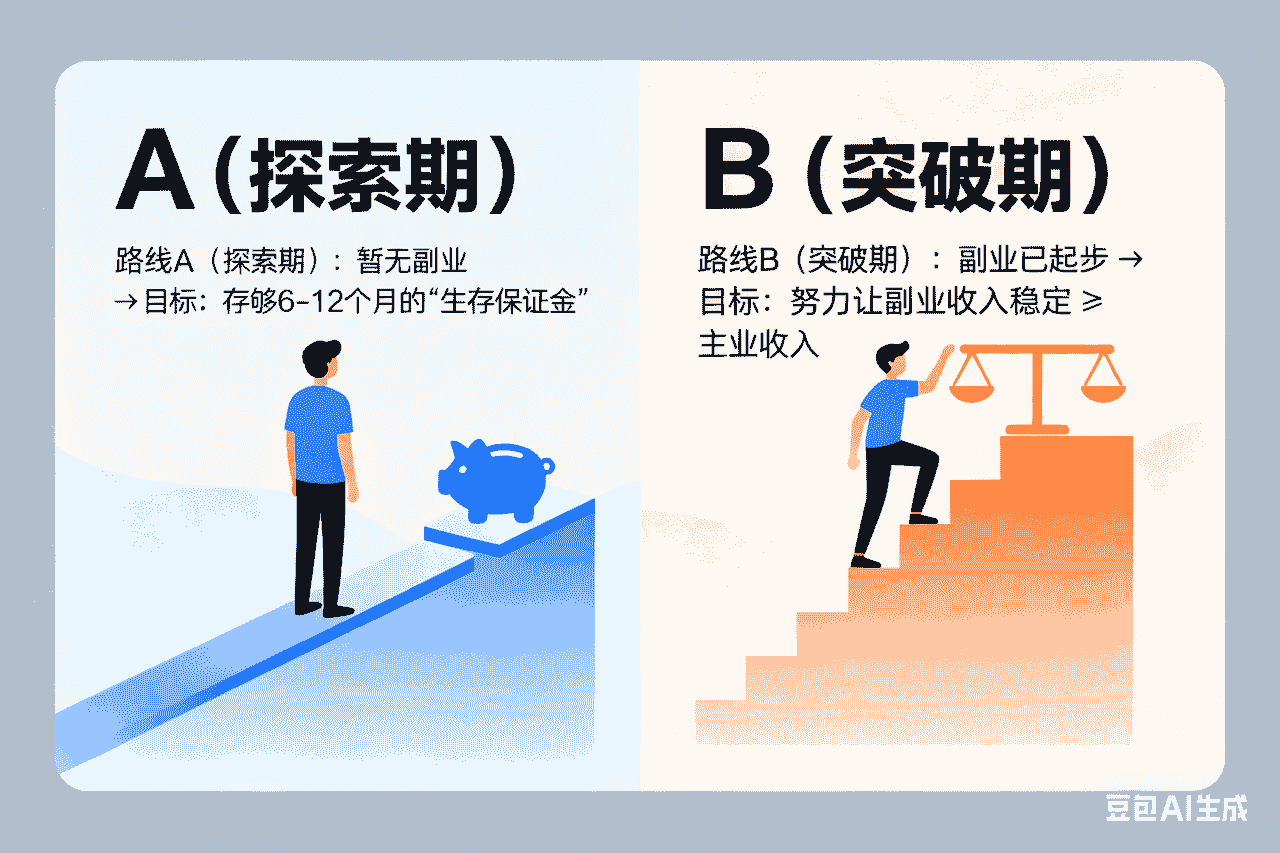 A（探索期）
路线A（探索期）：暂无副业
→目标：存够6-12个月的“生存保证金”
B（突破期）
路线B（突破期）：副业已起步→
目标：努力让副业收入稳定≥
主业收入
豆包AI生成